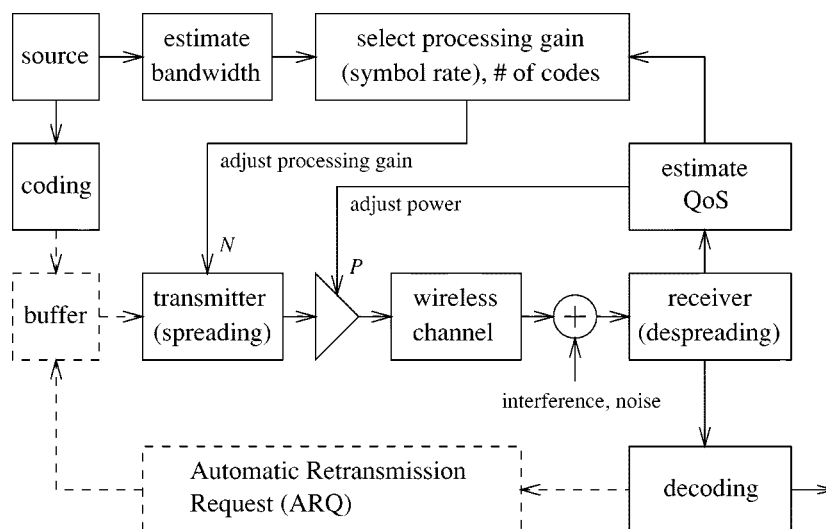 source
estimate
bandwidth
select processing gain
(symbol rate), # of codes
adjust processing gain
coding
estimate
QoS
adjust power
N
P
buffer
transmitter
(spreading)
wireless
channel
receiver
(despreading)
interference, noise
Automatic Retransmission
Request (ARQ)
decoding